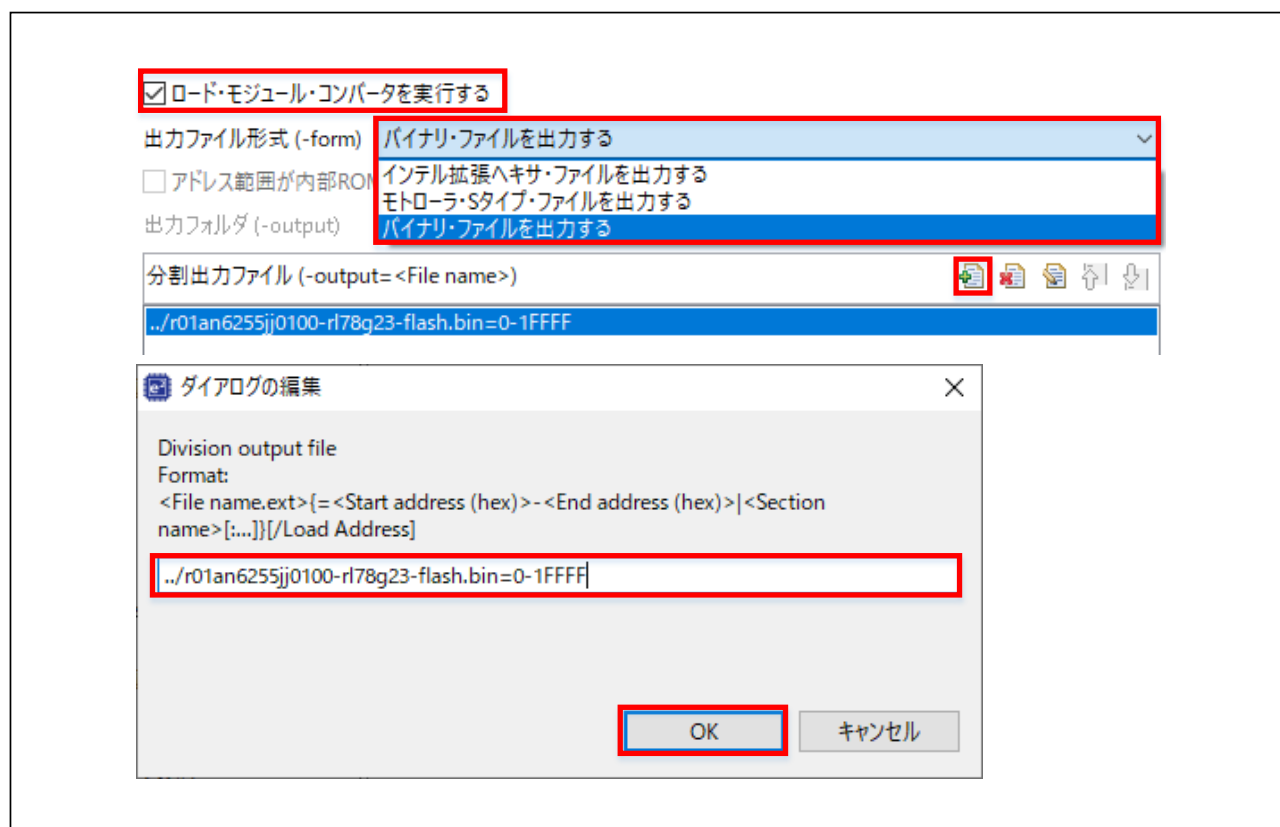 ロード・モジュール・コンバータを実行する
出力ファイル形式 (-form) バイナリ・ファイルを出力する
インテル拡張ヘキサ・ファイルを出力する
アドレス範囲が内部ROM
モトローラ・Sタイプ・ファイルを出力する
出力フォルダ (-output) バイナリ・ファイルを出力する
分割出力ファイル (-output=<File name>)
../r01an6255jj0100-rl78g23-flash.bin=0-1FFFF
ダイアログの編集
Division output file
Format:
<File name.ext>{=<Start address (hex)>-<End address (hex)>|<Section
name>[:...]}[/Load Address]
../r01an6255jj0100-rl78g23-flash.bin=0-1FFFF
OK キャンセル